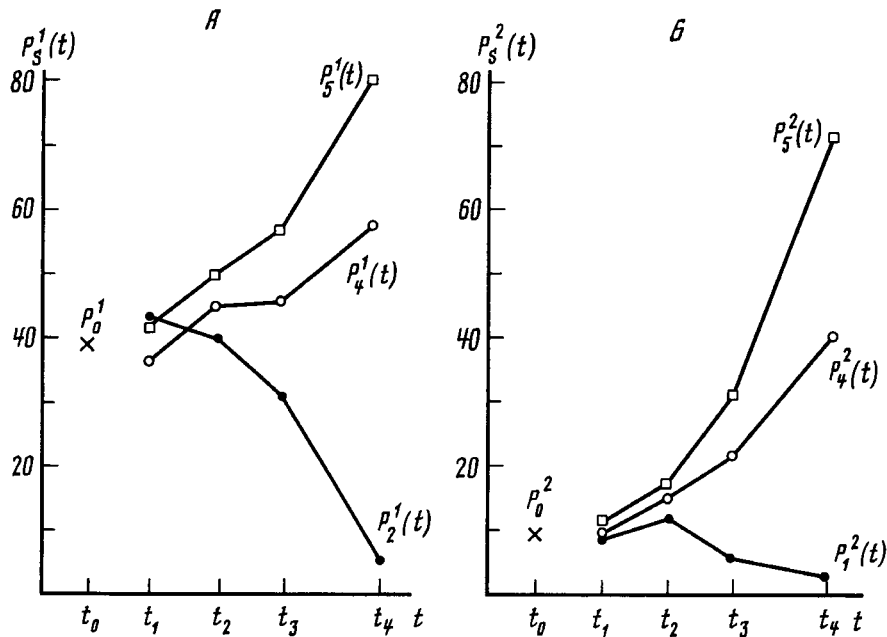 А
P_S^1(t)
80
60
40
20
P_5^1(t)
P_4^1(t)
P_0^1
P_2^1(t)
t_0 t_1 t_2 t_3 t_4 t
Б
P_S^2(t)
80
60
40
20
P_5^2(t)
P_4^2(t)
P_0^2
P_1^2(t)
t_0 t_1 t_2 t_3 t_4 t